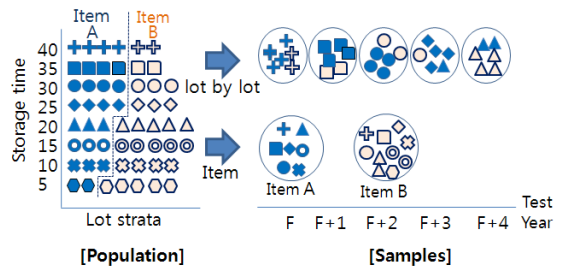 Item
A
Item
B
Storage time
40
35
30
25
20
15
10
5
Lot strata
[Population]
lot by lot
Item
Item A
Item B
F F+1 F+2 F+3 F+4
Test
Year
[Samples]